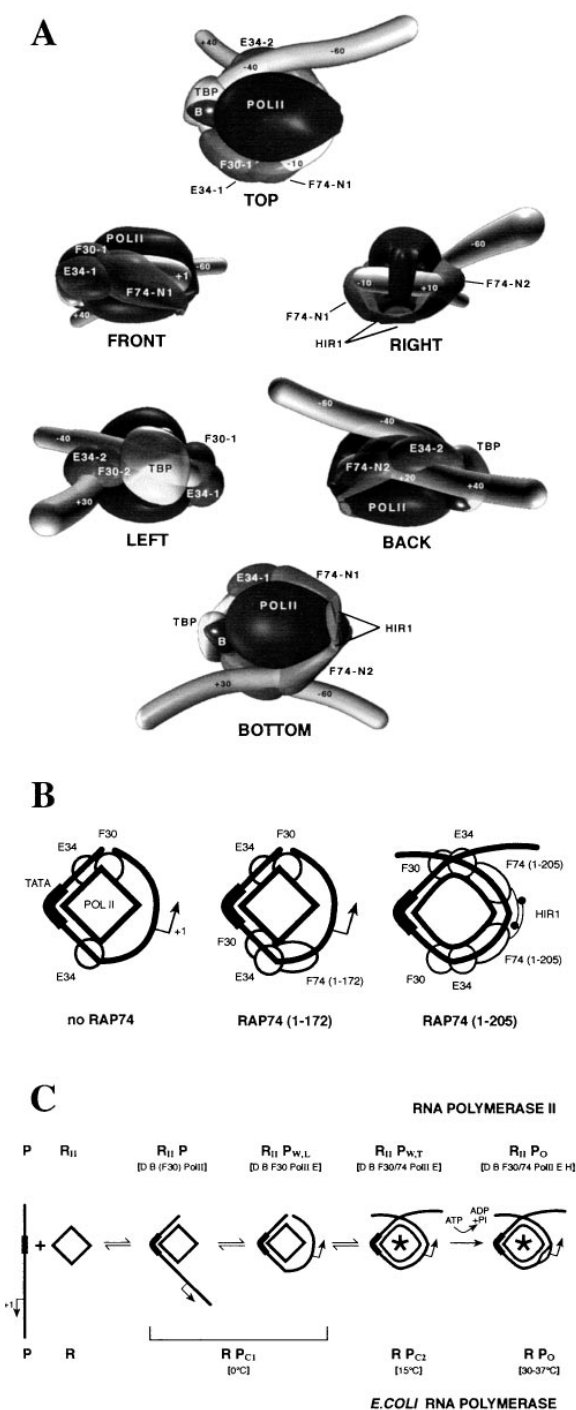 A
+40
E34-2
-60
-40
TBP
POLII
B
F30-1
-10
E34-1
F74-N1
TOP
POLII
F30-1
E34-1
+1
-60
F74-N1
+40
FRONT
-60
-10
+10
F74-N2
F74-N1
HIR1
RIGHT
-40
F30-1
E34-2
F30-2
TBP
E34-1
+30
LEFT
-60
-40
E34-2
TBP
F74-N2
+20
+40
POLII
BACK
E34-1
F74-N1
POLII
TBP
HIR1
B
F74-N2
+30
-60
BOTTOM
B
E34
F30
TATA
POL II
+1
E34
no RAP74
E34
F30
F30
E34
F74 (1-172)
RAP74 (1-172)
E34
F30
F74 (1-205)
HIR1
F74 (1-205)
F30
E34
RAP74 (1-205)
C
RNA POLYMERASE II
P RII RII P RII PW,L RII PW,T RII PO
[D B (F30) PolII] [D B F30 PolII E] [D B F30/74 PolII E] [D B F30/74 PolII E H]
ATP ADP
+PI
+
+1
P R R PC1 R PC2 R PO
[0°C] [15°C] [30-37°C]
E.COLI RNA POLYMERASE